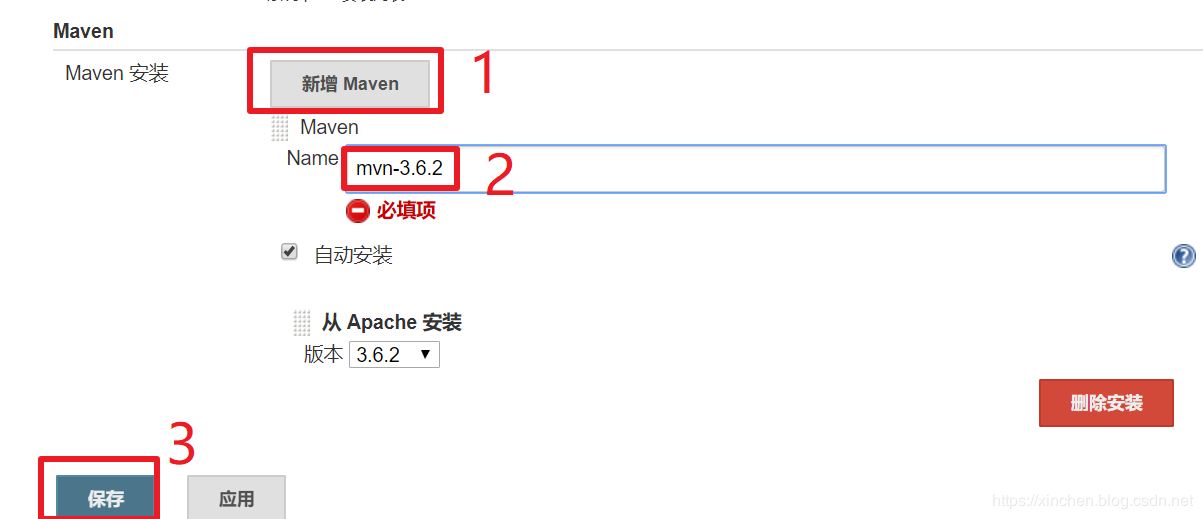 Maven
Maven 安装
新增 Maven
1
Maven
Name
mvn-3.6.2
2
必填项
自动安装
?
从 Apache 安装
版本 3.6.2
删除安装
3
保存
应用
https://xinchen.blog.csdn.net